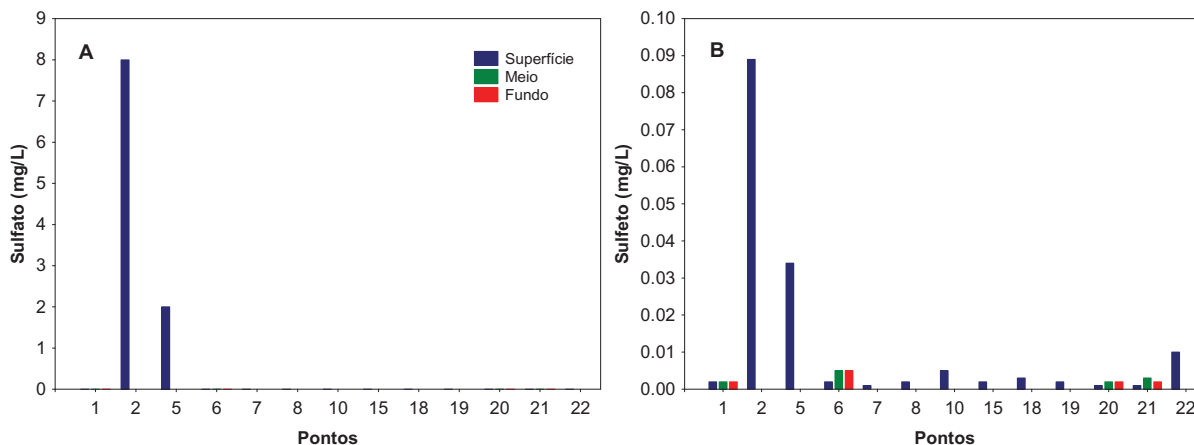 A
Sulfato (mg/L)
9
8
7
6
5
4
3
2
1
0
Superfície
Meio
Fundo
1 2 5 6 7 8 10 15 18 19 20 21 22
Pontos
B
Sulfeto (mg/L)
0.10
0.09
0.08
0.07
0.06
0.05
0.04
0.03
0.02
0.01
0.00
1 2 5 6 7 8 10 15 18 19 20 21 22
Pontos